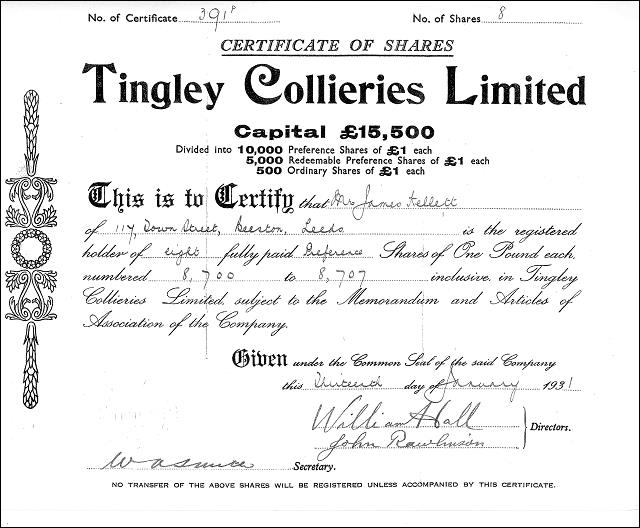 No. of Certificate 391P No. of Shares 8
CERTIFICATE OF SHARES
Tingley Collieries Limited
Capital £15,500
Divided into 10,000 Preference Shares of £1 each
5,000 Redeemable Preference Shares of £1 each
500 Ordinary Shares of £1 each
This is to Certify that Mr James Kellett
of 117, Town Street, Beeston, Leeds is the registered
holder of eight fully paid Preference Shares of One Pound each,
numbered 8,700 to 8,707 inclusive, in Tingley
Collieries Limited, subject to the Memorandum and Articles of
Association of the Company.
Given under the Common Seal of the said Company
this thirteenth day of January 1931
William Hall
John Rawlinson
Directors.
Secretary.
NO TRANSFER OF THE ABOVE SHARES WILL BE REGISTERED UNLESS ACCOMPANIED BY THIS CERTIFICATE.